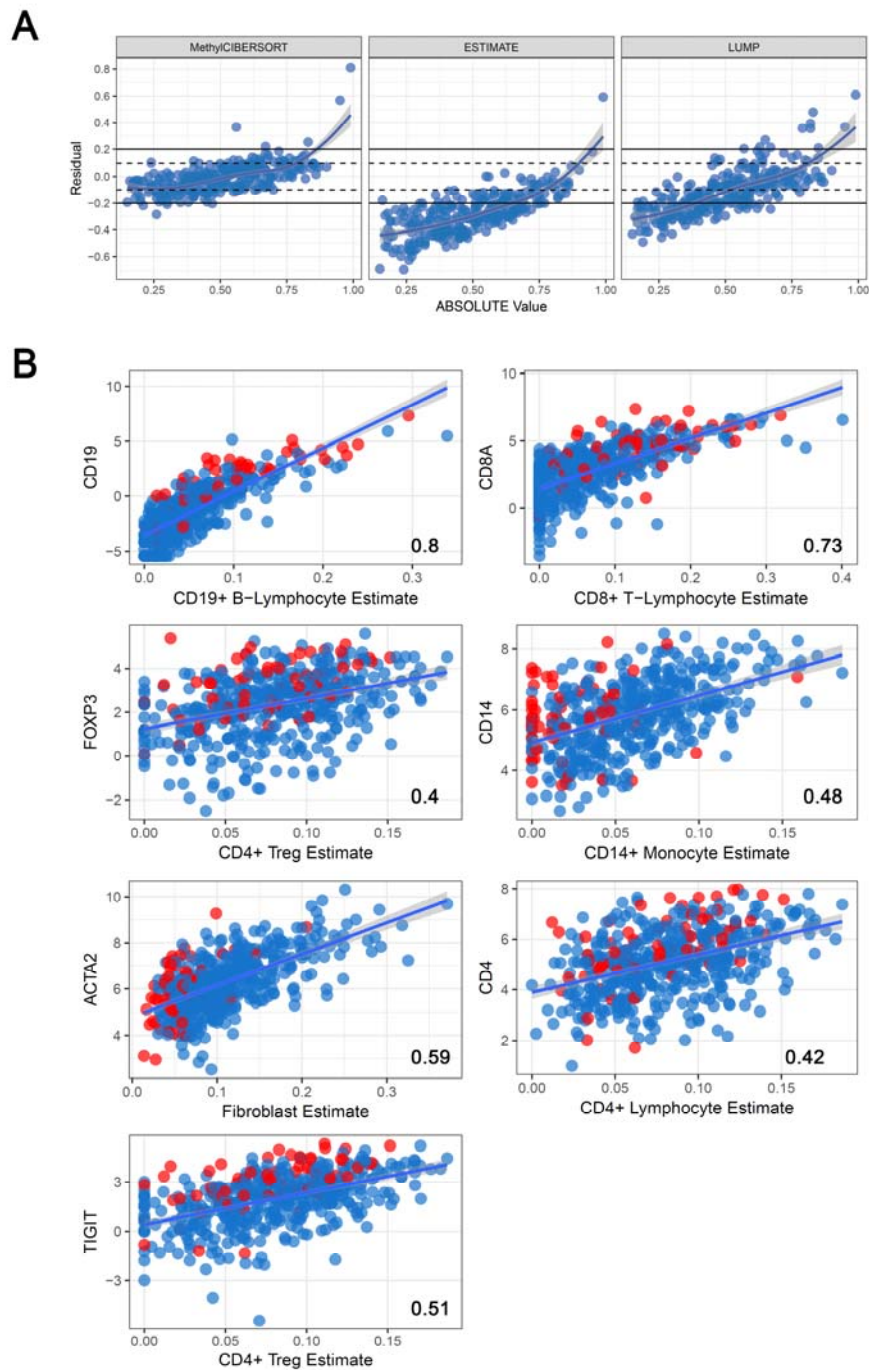 A
MethylCIBERSORT ESTIMATE LUMP
0.8
0.6
0.4
0.2
0.0
−0.2
−0.4
−0.6
Residual
0.25 0.50 0.75 1.00 0.25 0.50 0.75 1.00 0.25 0.50 0.75 1.00
ABSOLUTE Value
B
10
5
0
−5
CD19
0.8
0.0 0.1 0.2 0.3
CD19+ B−Lymphocyte Estimate
10
5
0
CD8A
0.73
0.0 0.1 0.2 0.3 0.4
CD8+ T−Lymphocyte Estimate
6
4
2
0
−2
FOXP3
0.4
0.00 0.05 0.10 0.15
CD4+ Treg Estimate
8
6
4
CD14
0.48
0.00 0.05 0.10 0.15
CD14+ Monocyte Estimate
10
8
6
4
ACTA2
0.59
0.0 0.1 0.2 0.3
Fibroblast Estimate
8
6
4
2
CD4
0.42
0.00 0.05 0.10 0.15
CD4+ Lymphocyte Estimate
3
0
−3
TIGIT
0.51
0.00 0.05 0.10 0.15
CD4+ Treg Estimate